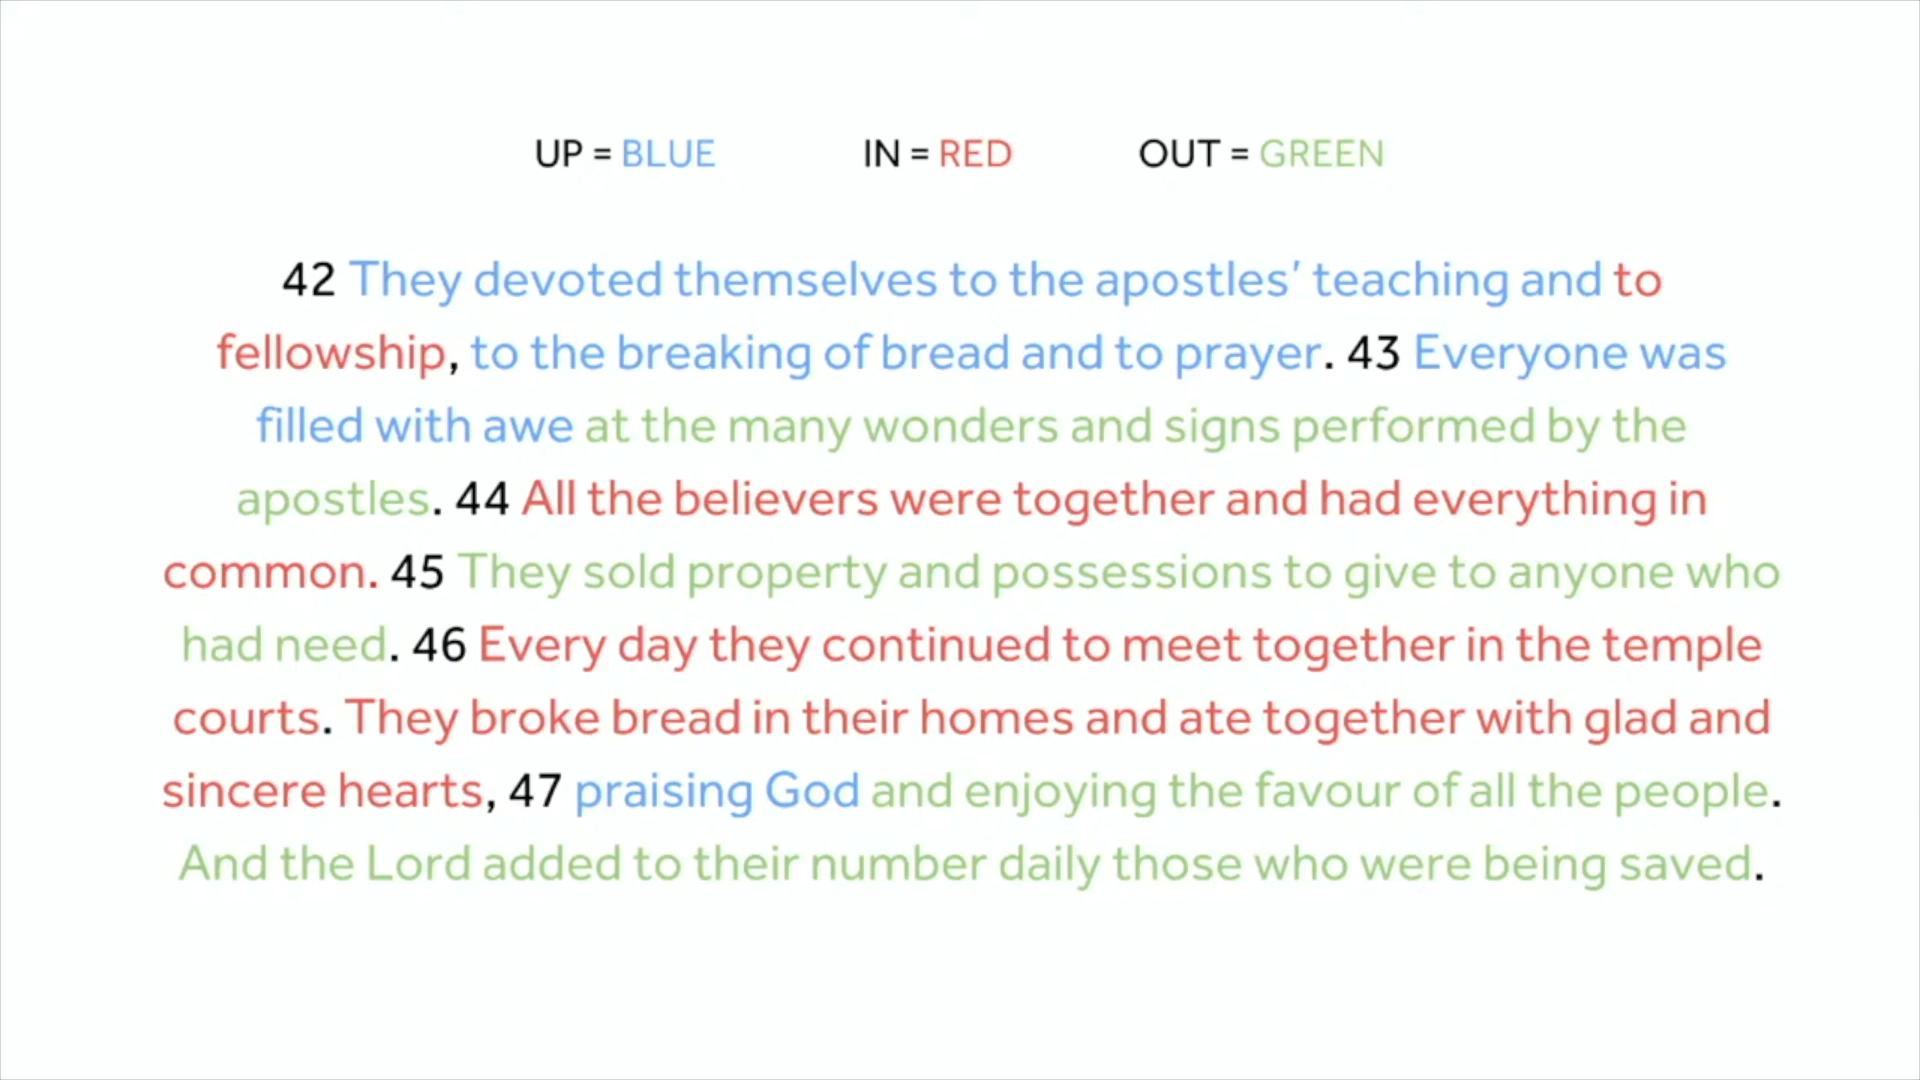 UP = BLUE IN = RED OUT = GREEN
42 They devoted themselves to the apostles’ teaching and to
fellowship, to the breaking of bread and to prayer. 43 Everyone was
filled with awe at the many wonders and signs performed by the
apostles. 44 All the believers were together and had everything in
common. 45 They sold property and possessions to give to anyone who
had need. 46 Every day they continued to meet together in the temple
courts. They broke bread in their homes and ate together with glad and
sincere hearts, 47 praising God and enjoying the favour of all the people.
And the Lord added to their number daily those who were being saved.